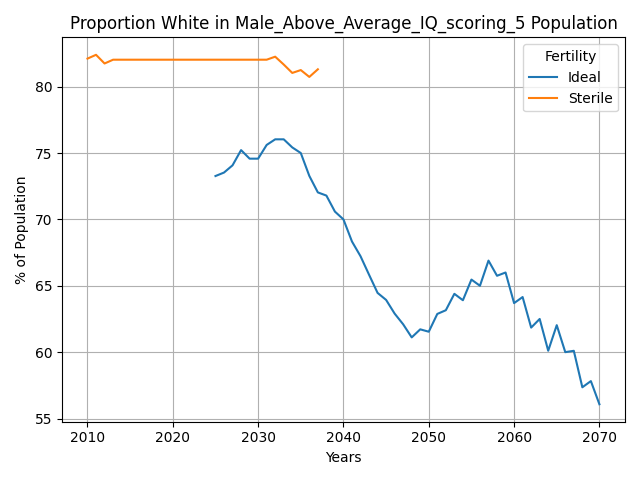 Proportion White in Male_Above_Average_IQ_scoring_5 Population
% of Population
80
75
70
65
60
55
Fertility
Ideal
Sterile
2010 2020 2030 2040 2050 2060 2070
Years